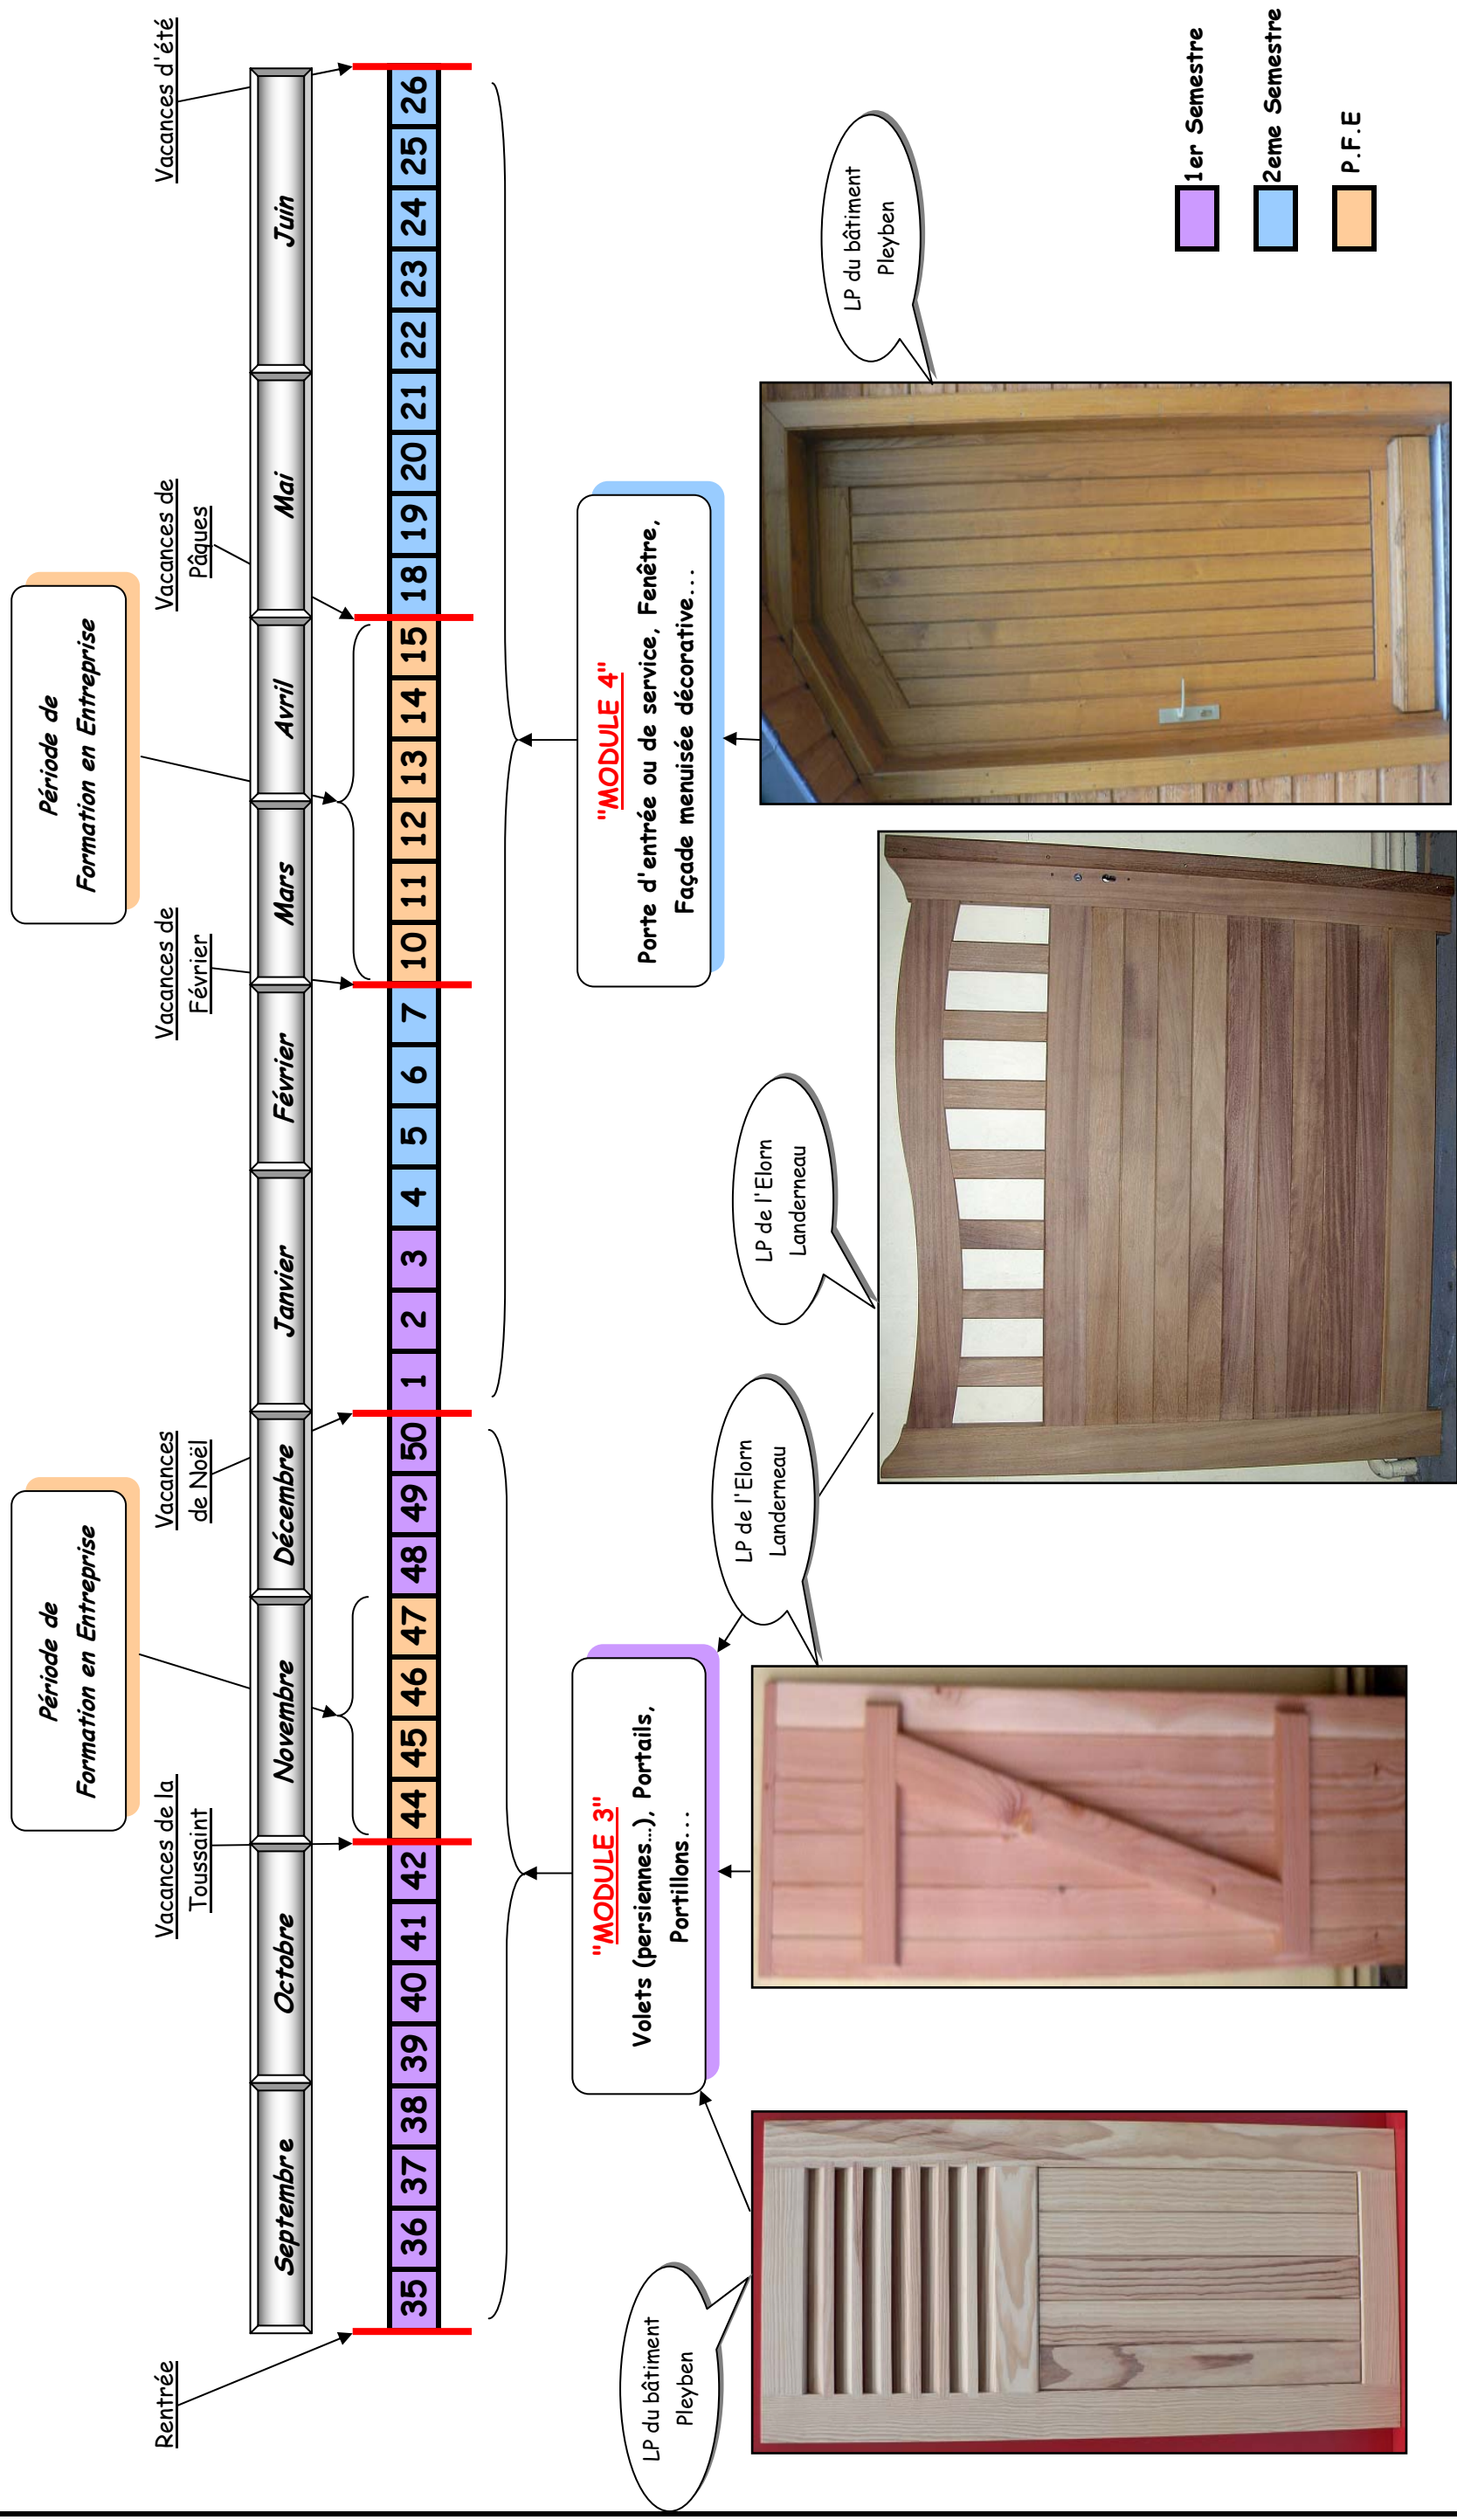 Période de
Formation en Entreprise
Période de
Formation en Entreprise
Rentrée
Vacances de la
Toussaint
Vacances
de Noël
Vacances de
Février
Vacances de
Pâques
Vacances d'été
Septembre
Octobre
Novembre
Décembre
Janvier
Février
Mars
Avril
Mai
Juin
35 36 37 38 39 40 41 42 44 45 46 47 48 49 50 1 2 3 4 5 6 7 10 11 12 13 14 15 18 19 20 21 22 23 24 25 26
"MODULE 3"
Volets (persiennes…), Portails,
Portillons...
"MODULE 4"
Porte d'entrée ou de service, Fenêtre,
Façade menuisée décorative...
LP du bâtiment
Pleyben
LP de l'Elorn
Landerneau
LP de l'Elorn
Landerneau
LP du bâtiment
Pleyben
1er Semestre
2eme Semestre
P.F.E